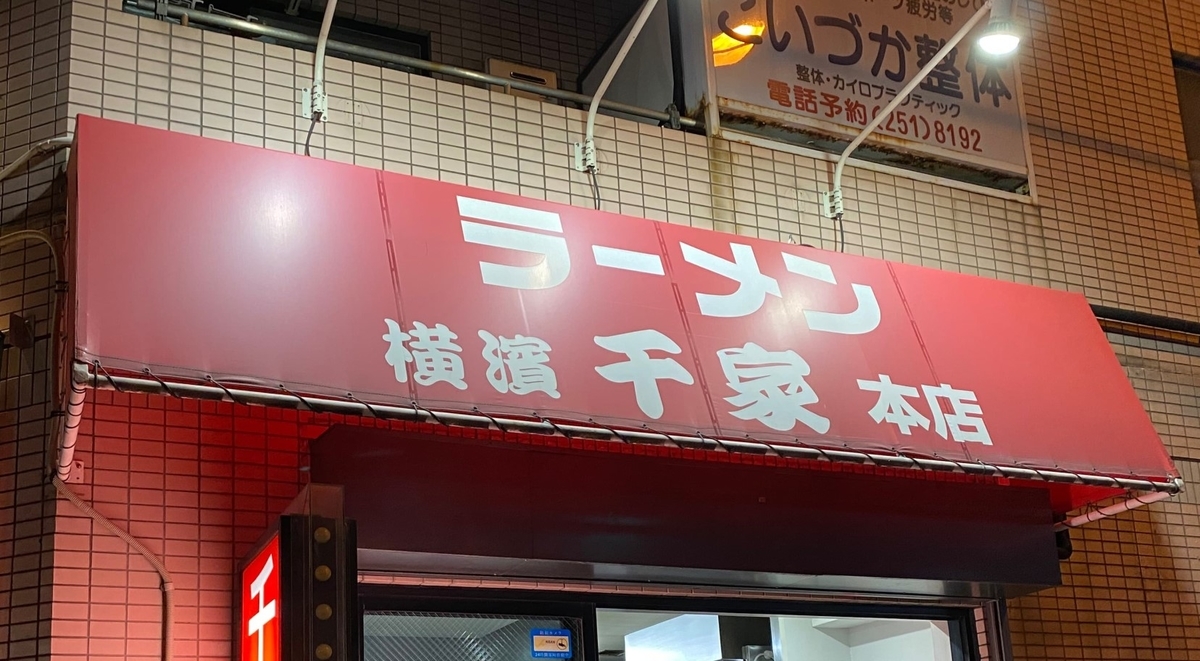 いづか整体
整体・カイロプラクティック
電話予約(251)8192
ラーメン
横濱 千家 本店
千